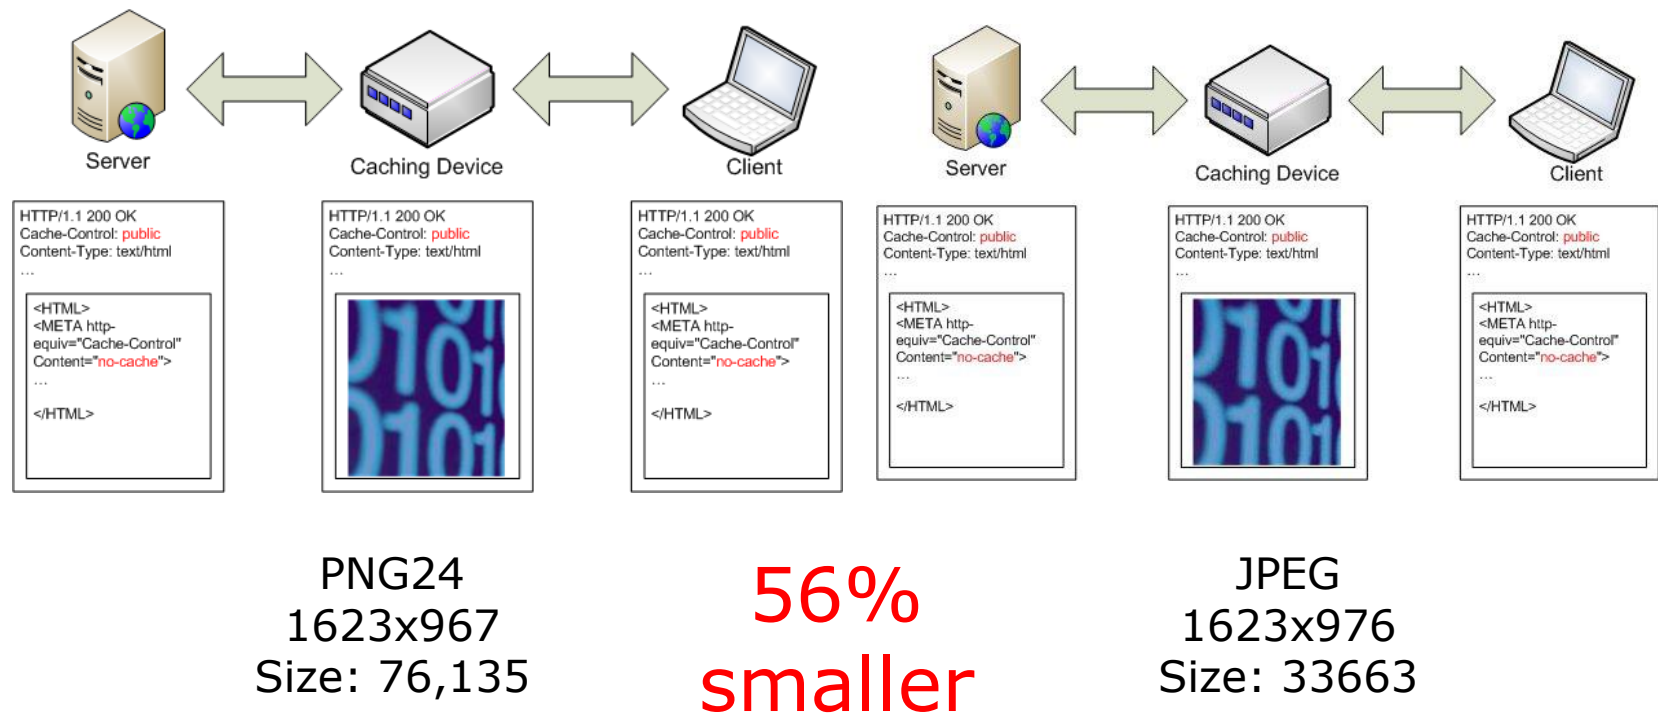 Server
Caching Device
Client
Server
Caching Device
Client
HTTP/1.1 200 OK
Cache-Control: public
Content-Type: text/html
…
<HTML>
<META http-
equiv="Cache-Control"
Content="no-cache">
…
</HTML>
HTTP/1.1 200 OK
Cache-Control: public
Content-Type: text/html
…
HTTP/1.1 200 OK
Cache-Control: public
Content-Type: text/html
…
<HTML>
<META http-
equiv="Cache-Control"
Content="no-cache">
…
</HTML>
HTTP/1.1 200 OK
Cache-Control: public
Content-Type: text/html
…
<HTML>
<META http-
equiv="Cache-Control"
Content="no-cache">
…
</HTML>
HTTP/1.1 200 OK
Cache-Control: public
Content-Type: text/html
…
HTTP/1.1 200 OK
Cache-Control: public
Content-Type: text/html
…
<HTML>
<META http-
equiv="Cache-Control"
Content="no-cache">
…
</HTML>
PNG24
1623x967
Size: 76,135
56%
smaller
JPEG
1623x976
Size: 33663